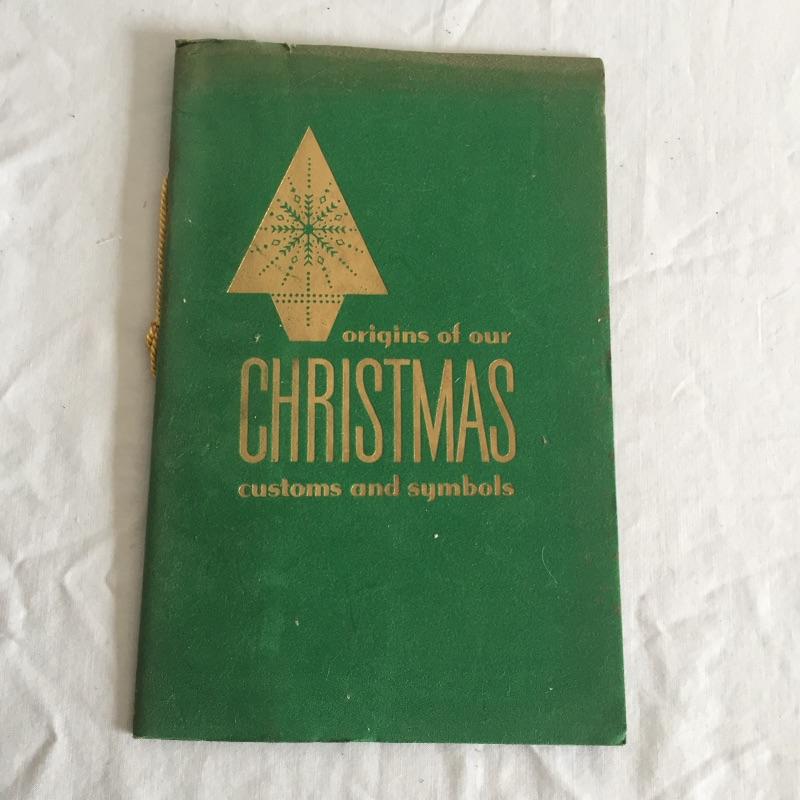 origins of our
CHRISTMAS
customs and symbols